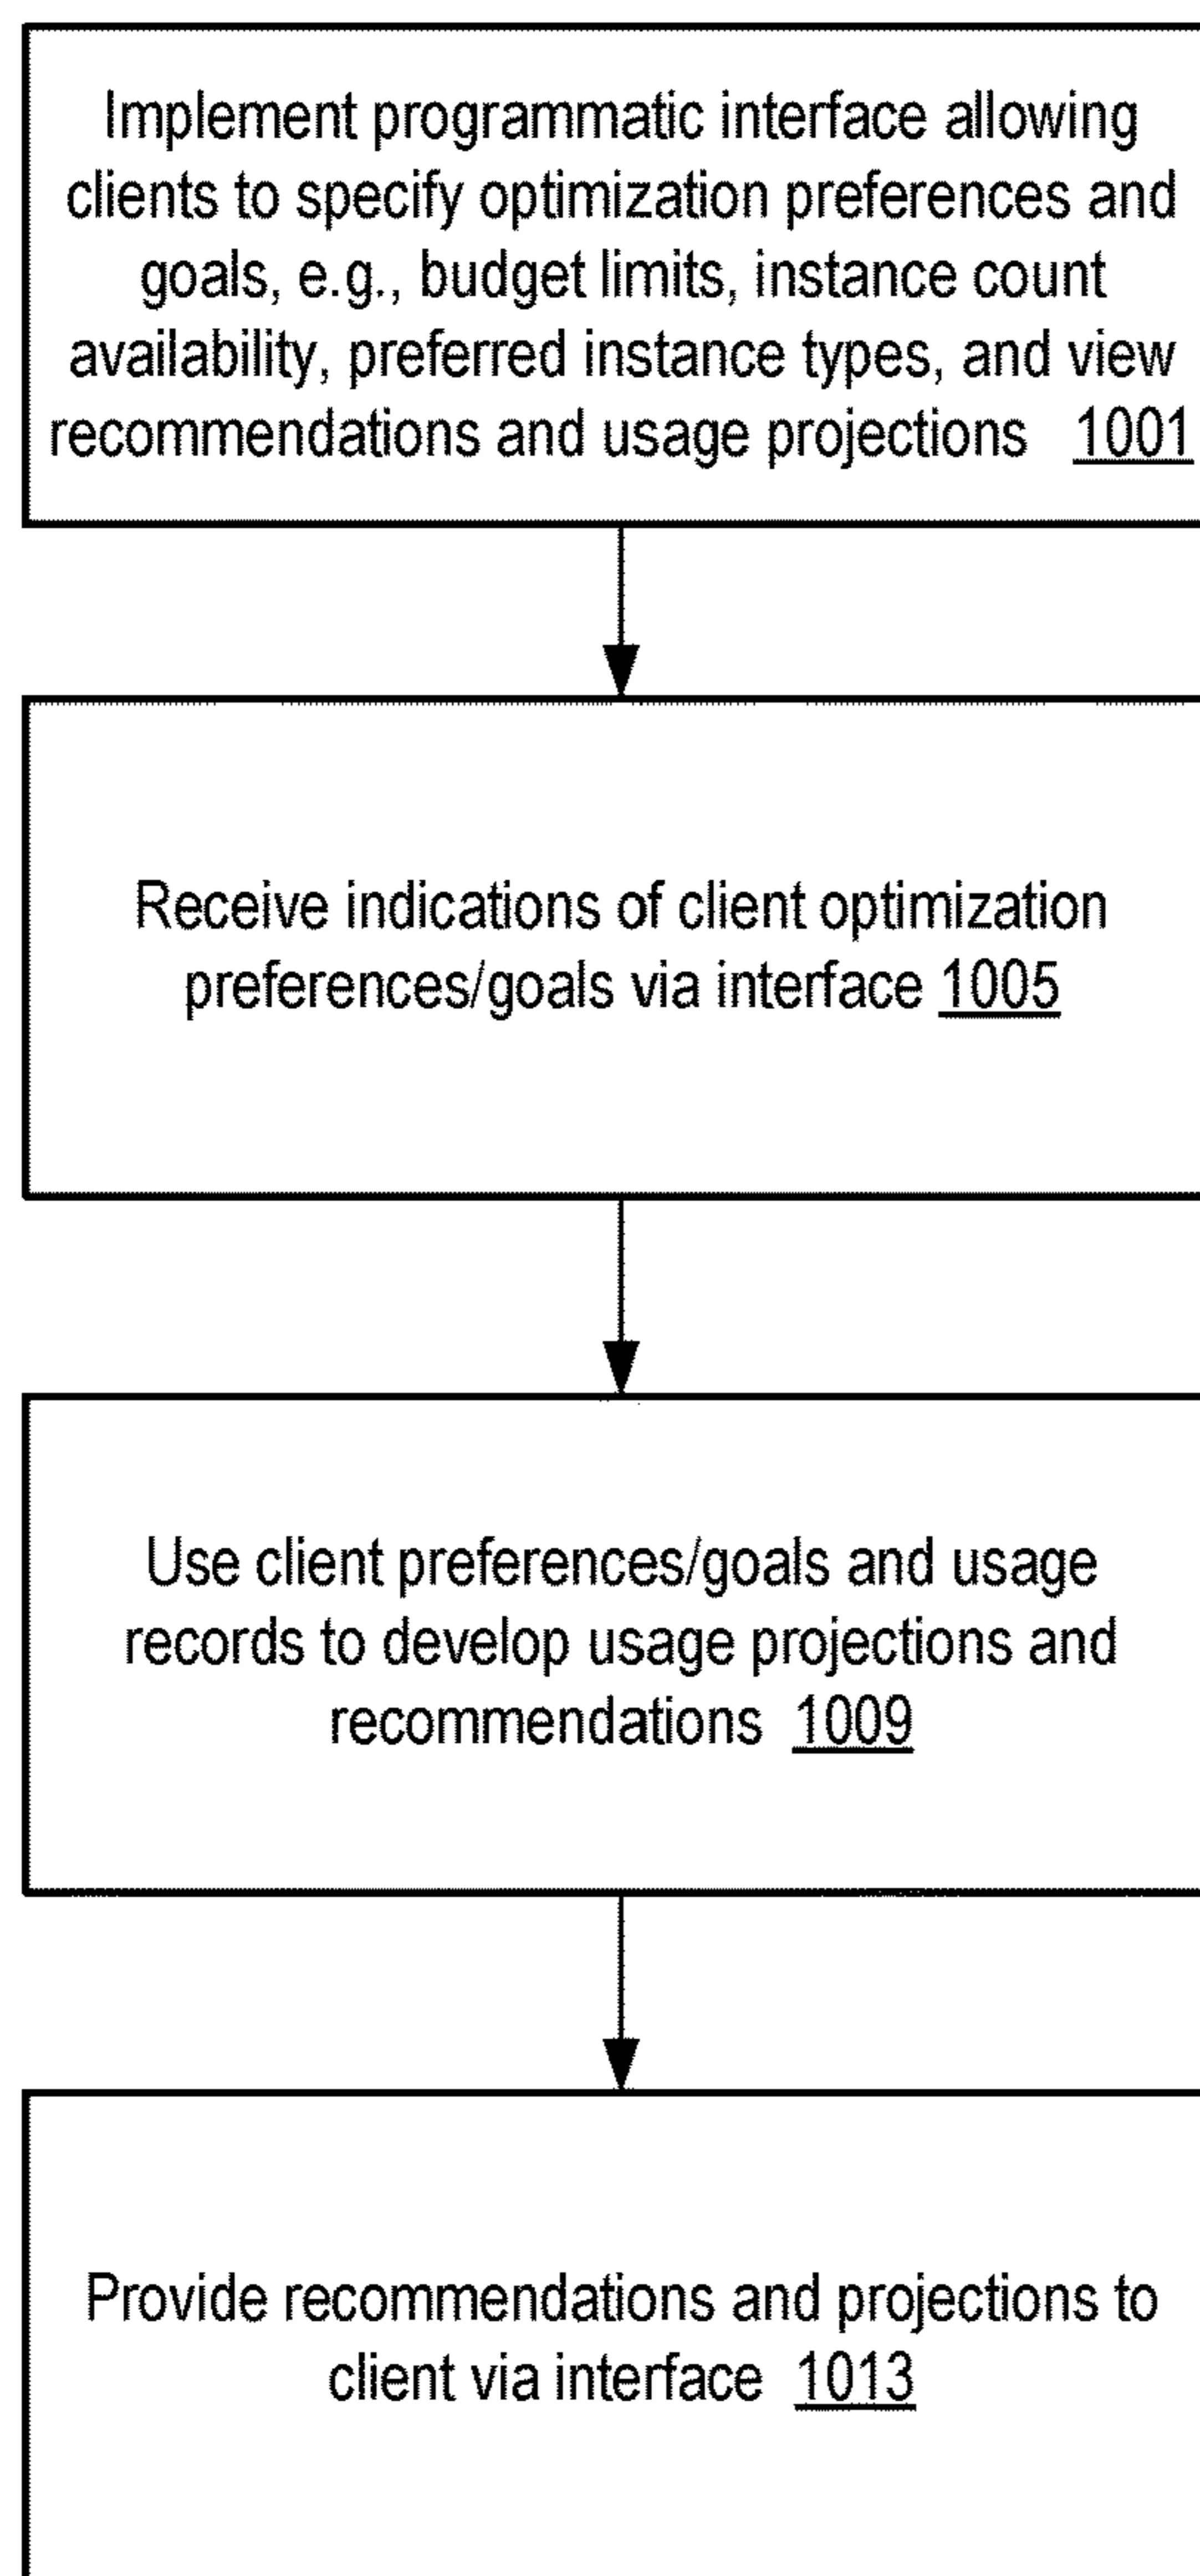 Implement programmatic interface allowing
clients to specify optimization preferences and
goals, e.g., budget limits, instance count
availability, preferred instance types, and view
recommendations and usage projections 1001
Receive indications of client optimization
preferences/goals via interface 1005
Use client preferences/goals and usage
records to develop usage projections and
recommendations 1009
Provide recommendations and projections to
client via interface 1013